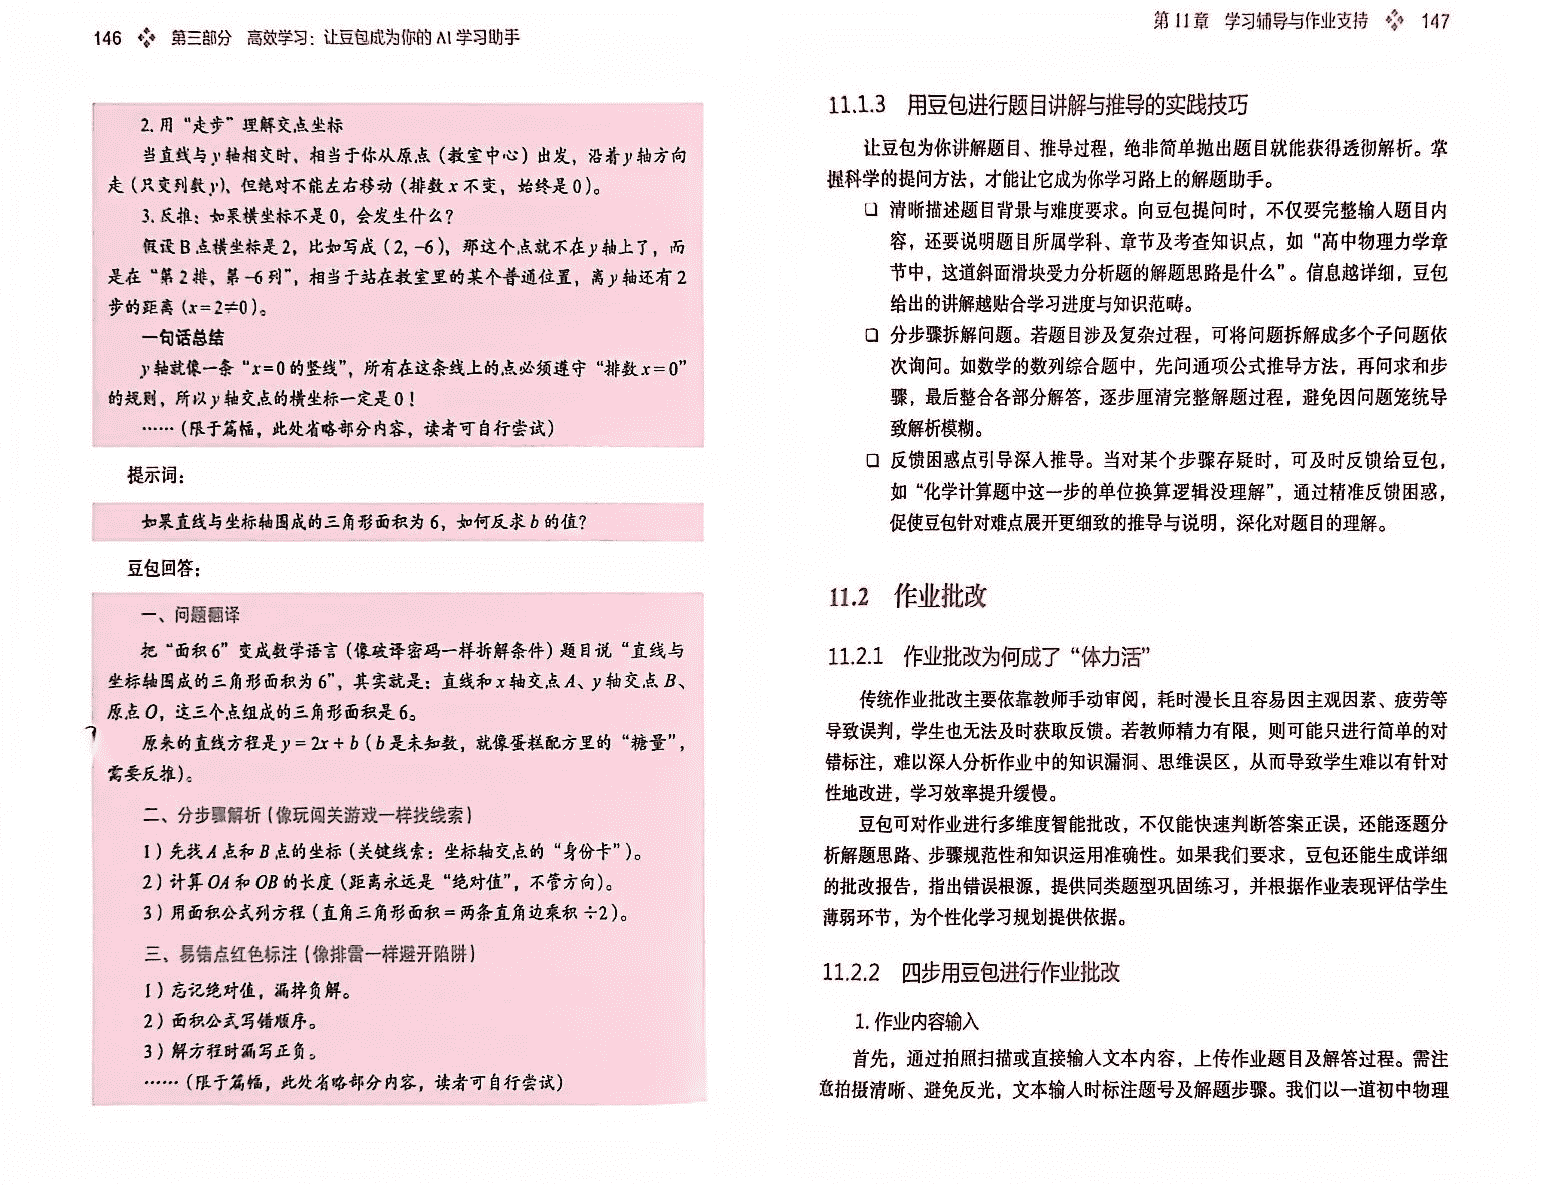 146 第三部分 高效学习：让豆包成为你的 AI 学习助手
2. 用“走步”理解交点坐标
当直线与 y 轴相交时，相当于你从原点（教室中心）出发，沿着 y 轴方向
走（只变列数 y）、但绝对不能左右移动（排数 x 不变，始终是 0）。
3. 反推：如果横坐标不是 0，会发生什么？
假设 B 点横坐标是 2，比如写成（2, −6），那这个点就不在 y 轴上了，而
是在“第 2 排、第 −6 列”，相当于站在教室里的某个普通位置，离 y 轴还有 2
步的距离（x = 2≠0）。
一句话总结
y 轴就像一条“x=0 的竖线”，所有在这条线上的点必须遵守“排数 x = 0”
的规则，所以 y 轴交点的横坐标一定是 0！
……（限于篇幅，此处省略部分内容，读者可自行尝试）
提示词：
如果直线与坐标轴围成的三角形面积为 6，如何反求 b 的值？
豆包回答：
一、问题翻译
把“面积 6”变成数学语言（像破译密码一样拆解条件）题目说“直线与
坐标轴围成的三角形面积为 6”，其实就是：直线和 x 轴交点 A、y 轴交点 B、
原点 O，这三个点组成的三角形面积是 6。
原来的直线方程是 y = 2x + b（b 是未知数，就像蛋糕配方里的“糖量”，
需要反推）。
二、分步骤解析（像玩闯关游戏一样找线索）
1）先找 A 点和 B 点的坐标（关键线索：坐标轴交点的“身份卡”）。
2）计算 OA 和 OB 的长度（距离永远是“绝对值”，不管方向）。
3）用面积公式列方程（直角三角形面积 = 两条直角边乘积 ÷2）。
三、易错点红色标注（像排雷一样避开陷阱）
1）忘记绝对值，漏掉负解。
2）面积公式写错顺序。
3）解方程时漏写正负。
……（限于篇幅，此处省略部分内容，读者可自行尝试）
第 11 章 学习辅导与作业支持 147
11.1.3 用豆包进行题目讲解与推导的实践技巧
让豆包为你讲解题目、推导过程，绝非简单抛出题目就能获得透彻解析。掌
握科学的提问方法，才能让它成为你学习路上的解题助手。
❑ 清晰描述题目背景与难度要求。向豆包提问时，不仅要完整输入题目内
容，还要说明题目所属学科、章节及考查知识点，如“高中物理力学章
节中，这道斜面滑块受力分析题的解题思路是什么”。信息越详细，豆包
给出的讲解越贴合学习进度与知识范畴。
❑ 分步骤拆解问题。若题目涉及复杂过程，可将问题拆解成多个子问题依
次询问。如数学的数列综合题中，先问通项公式推导方法，再问求和步
骤，最后整合各部分解答，逐步厘清完整解题过程，避免因问题笼统导
致解析模糊。
❑ 反馈困惑点引导深入推导。当对某个步骤存疑时，可及时反馈给豆包，
如“化学计算题中这一步的单位换算逻辑没理解”，通过精准反馈困惑，
促使豆包针对难点展开更细致的推导与说明，深化对题目的理解。
11.2 作业批改
11.2.1 作业批改为何成了“体力活”
传统作业批改主要依靠教师手动审阅，耗时漫长且容易因主观因素、疲劳等
导致误判，学生也无法及时获取反馈。若教师精力有限，则可能只进行简单的对
错标注，难以深入分析作业中的知识漏洞、思维误区，从而导致学生难以有针对
性地改进，学习效率提升缓慢。
豆包可对作业进行多维度智能批改，不仅能快速判断答案正误，还能逐题分
析解题思路、步骤规范性和知识运用准确性。如果我们要求，豆包还能生成详细
的批改报告，指出错误根源，提供同类题型巩固练习，并根据作业表现评估学生
薄弱环节，为个性化学习规划提供依据。
11.2.2 四步用豆包进行作业批改
1. 作业内容输入
首先，通过拍照扫描或直接输入文本内容，上传作业题目及解答过程。需注
意拍摄清晰、避免反光，文本输入时标注题号及解题步骤。我们以一道初中物理